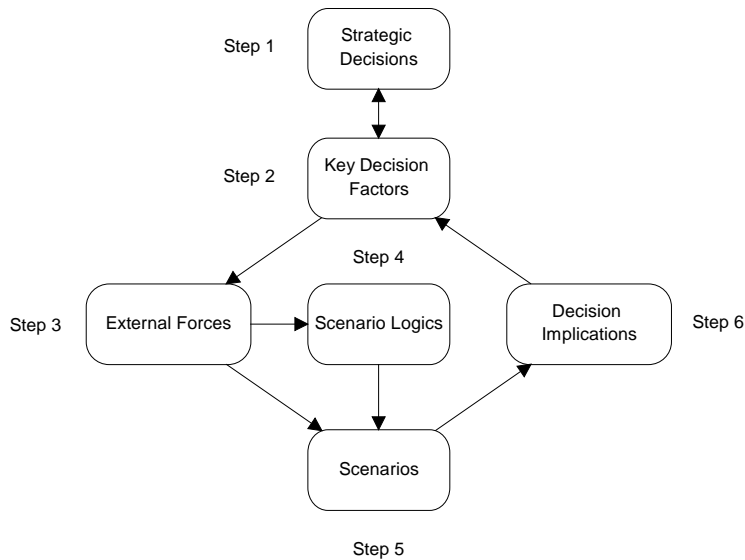 Step 1
Strategic
Decisions
Step 2
Key Decision
Factors
Step 4
Step 3
External Forces
Scenario Logics
Decision
Implications
Step 6
Scenarios
Step 5